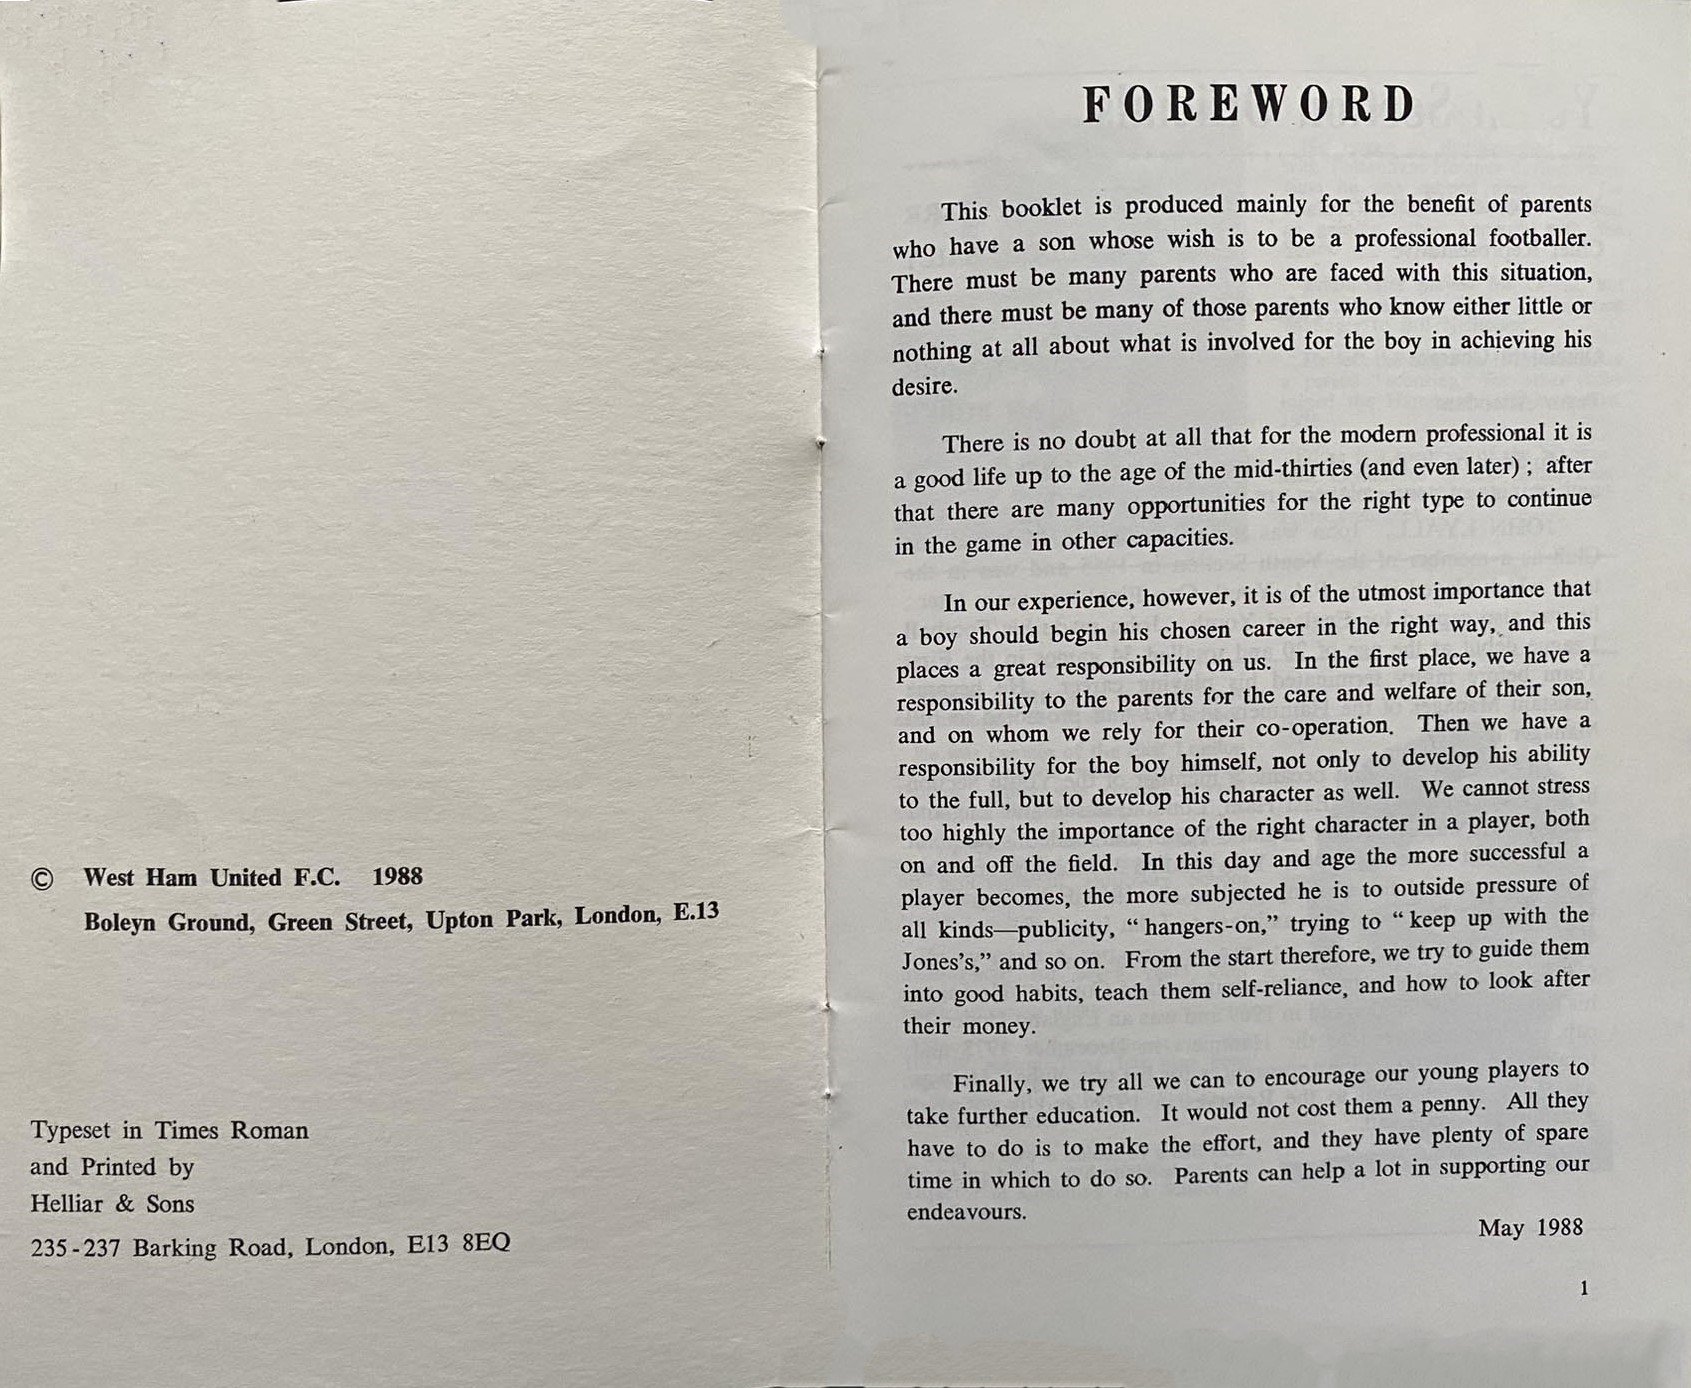 © West Ham United F.C. 1988
Boleyn Ground, Green Street, Upton Park, London, E.13
Typeset in Times Roman
and Printed by
Helliar & Sons
235-237 Barking Road, London, E13 8EQ
FOREWORD
This booklet is produced mainly for the benefit of parents
who have a son whose wish is to be a professional footballer.
There must be many parents who are faced with this situation,
and there must be many of those parents who know either little or
nothing at all about what is involved for the boy in achieving his
desire.
There is no doubt at all that for the modern professional it is
a good life up to the age of the mid-thirties (and even later) ; after
that there are many opportunities for the right type to continue
in the game in other capacities.
In our experience, however, it is of the utmost importance that
a boy should begin his chosen career in the right way, and this
places a great responsibility on us. In the first place, we have a
responsibility to the parents for the care and welfare of their son,
and on whom we rely for their co-operation. Then we have a
responsibility for the boy himself, not only to develop his ability
to the full, but to develop his character as well. We cannot stress
too highly the importance of the right character in a player, both
on and off the field. In this day and age the more successful a
player becomes, the more subjected he is to outside pressure of
all kinds—publicity, “hangers-on,” trying to “keep up with the
Jones’s,” and so on. From the start therefore, we try to guide them
into good habits, teach them self-reliance, and how to look after
their money.
Finally, we try all we can to encourage our young players to
take further education. It would not cost them a penny. All they
have to do is to make the effort, and they have plenty of spare
time in which to do so. Parents can help a lot in supporting our
endeavours.
May 1988
1